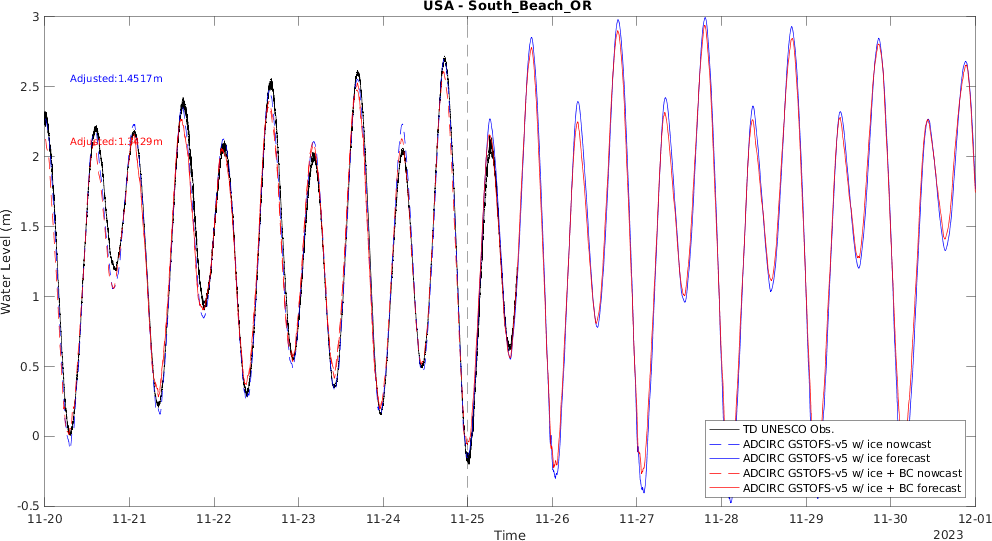 USA - South_Beach_OR
3
2.5
2
1.5
1
0.5
0
-0.5
Water Level (m)
Adjusted:1.4517m
Adjusted:1.3429m
TD UNESCO Obs.
ADCIRC GSTOFS-v5 w/ ice nowcast
ADCIRC GSTOFS-v5 w/ ice forecast
ADCIRC GSTOFS-v5 w/ ice + BC nowcast
ADCIRC GSTOFS-v5 w/ ice + BC forecast
11-20 11-21 11-22 11-23 11-24 11-25 11-26 11-27 11-28 11-29 11-30 12-01
Time
2023